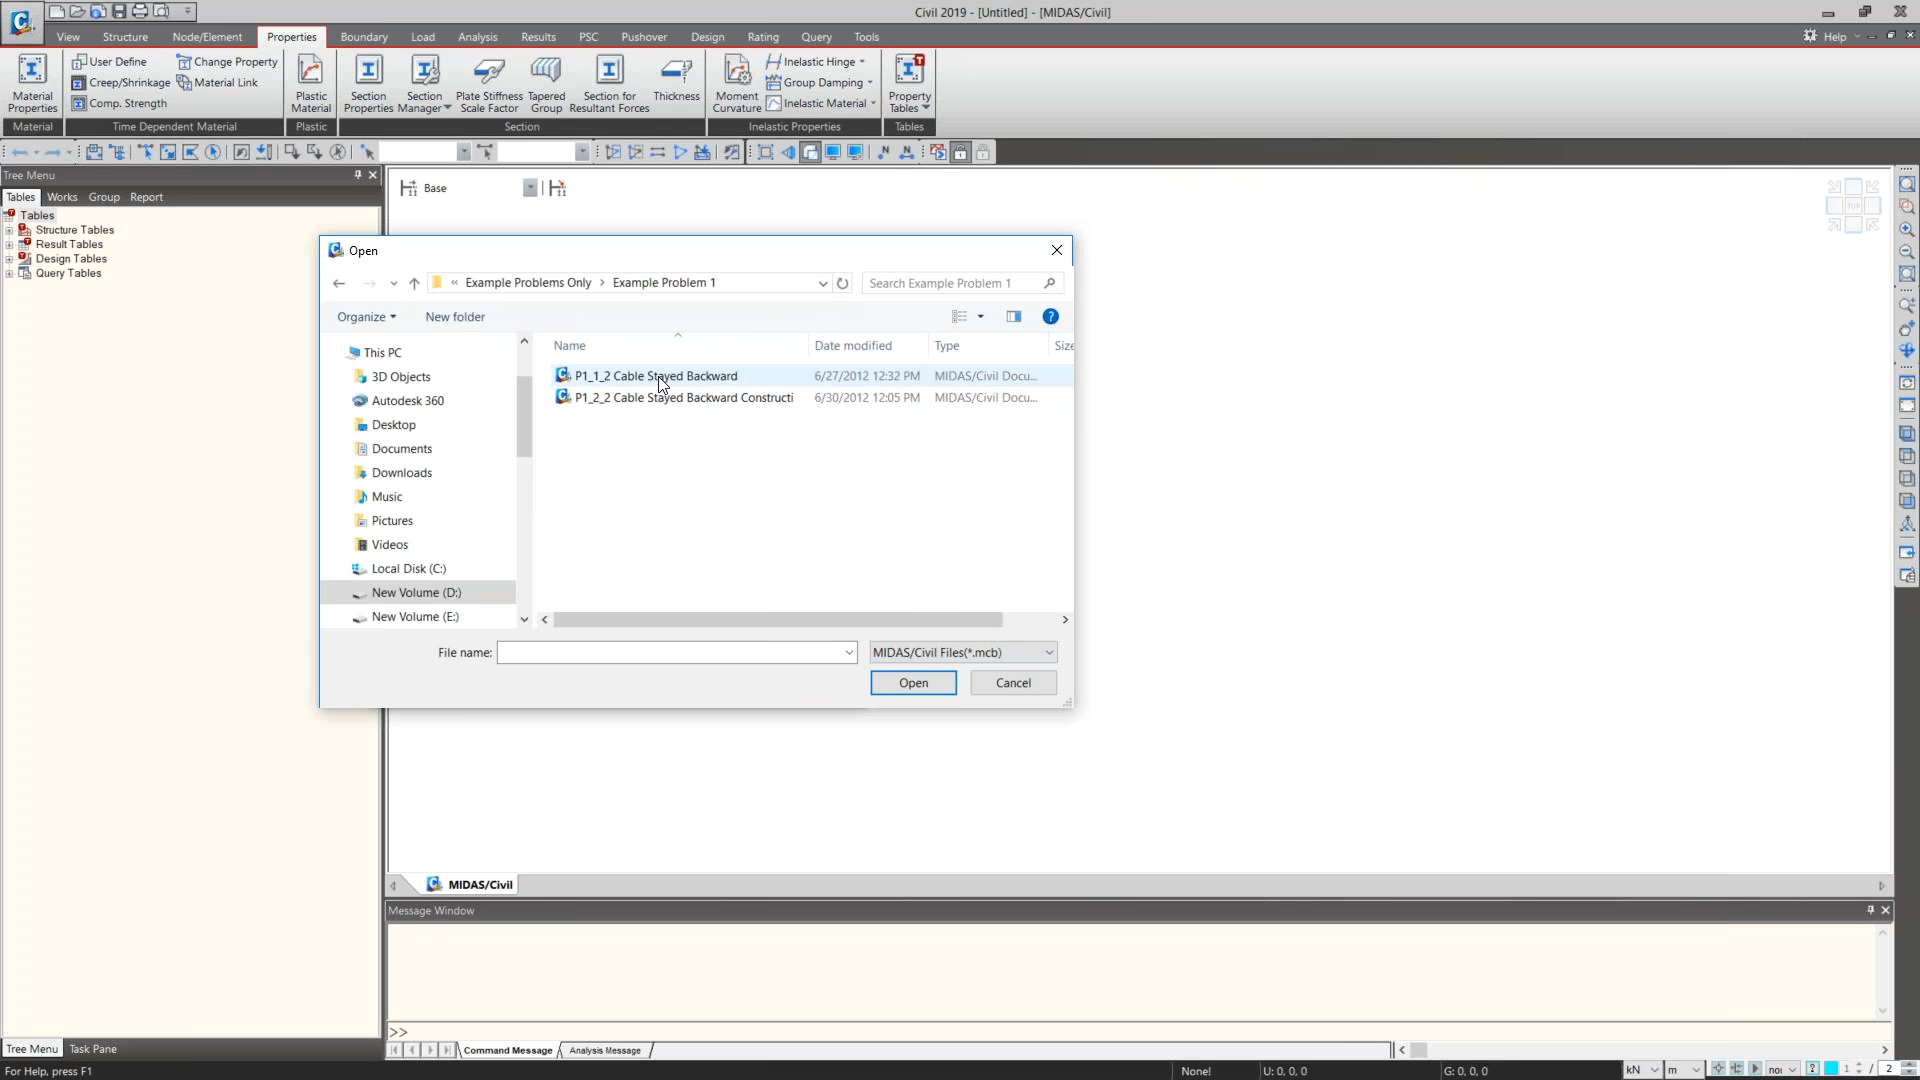 Civil 2019 - [Untitled] - [MIDAS/Civil]
View Structure Node/Element Properties Boundary Load Analysis Results PSC Pushover Design Rating Query Tools Help
User Define Change Property Inelastic Hinge
Creep/Shrinkage Material Link Group Damping
Comp. Strength Inelastic Material
Material Properties
Plastic Material
Section Properties
Section Manager
Plate Stiffness Scale Factor
Tapered Group
Section for Resultant Forces
Thickness
Moment Curvature
Property Tables
Material Time Dependent Material Plastic Section Inelastic Properties Tables
Tree Menu
Tables Works Group Report
Tables
Structure Tables
Result Tables
Design Tables
Query Tables
Base
TOP
Open
« Example Problems Only > Example Problem 1
Search Example Problem 1
Organize New folder
This PC
3D Objects
Autodesk 360
Desktop
Documents
Downloads
Music
Pictures
Videos
Local Disk (C:)
New Volume (D:)
New Volume (E:)
Name Date modified Type Size
P1_1_2 Cable Stayed Backward 6/27/2012 12:32 PM MIDAS/Civil Docu...
P1_2_2 Cable Stayed Backward Constructi 6/30/2012 12:05 PM MIDAS/Civil Docu...
File name: MIDAS/Civil Files(*.mcb)
Open Cancel
MIDAS/Civil
Message Window
>>
Command Message Analysis Message
Tree Menu Task Pane
For Help, press F1 None! U: 0, 0, 0 G: 0, 0, 0 kN m nor 1 / 2